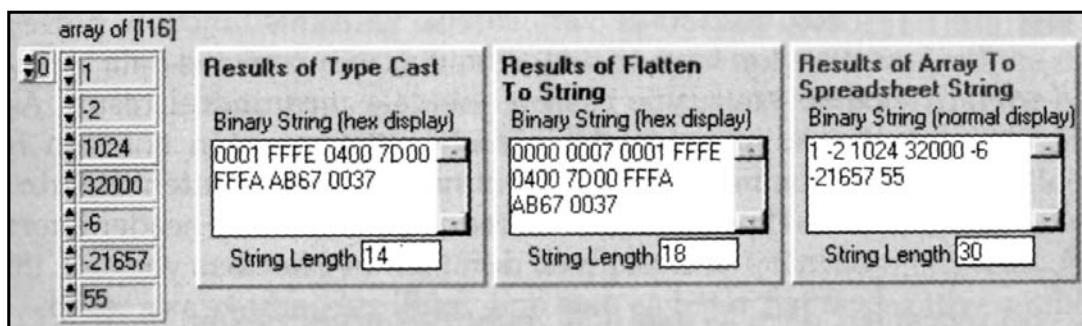 array of [I16]
0
1
-2
1024
32000
-6
-21657
55
Results of Type Cast
Binary String (hex display)
0001 FFFE 0400 7D00
FFFA AB67 0037
String Length 14
Results of Flatten
To String
Binary String (hex display)
0000 0007 0001 FFFE
0400 7D00 FFFA
AB67 0037
String Length 18
Results of Array To
Spreadsheet String
Binary String (normal display)
1 -2 1024 32000 -6
-21657 55
String Length 30